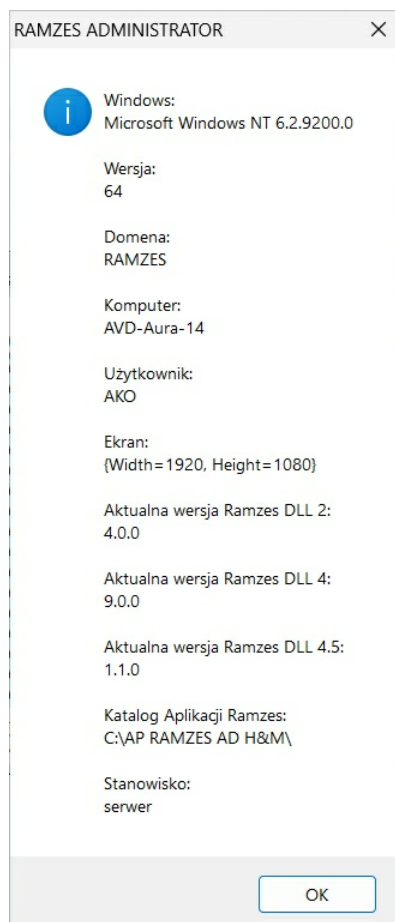 RAMZES ADMINISTRATOR
Windows:
Microsoft Windows NT 6.2.9200.0
Wersja:
64
Domena:
RAMZES
Komputer:
AVD-Aura-14
Użytkownik:
AKO
Ekran:
{Width=1920, Height=1080}
Aktualna wersja Ramzes DLL 2:
4.0.0
Aktualna wersja Ramzes DLL 4:
9.0.0
Aktualna wersja Ramzes DLL 4.5:
1.1.0
Katalog Aplikacji Ramzes:
C:\AP RAMZES AD H&M\
Stanowisko:
serwer
OK